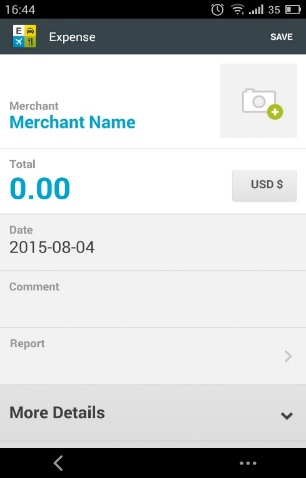 16:44
35
E
Expense
SAVE
Merchant
Merchant Name
Total
0.00
USD $
Date
2015-08-04
Comment
Report
More Details